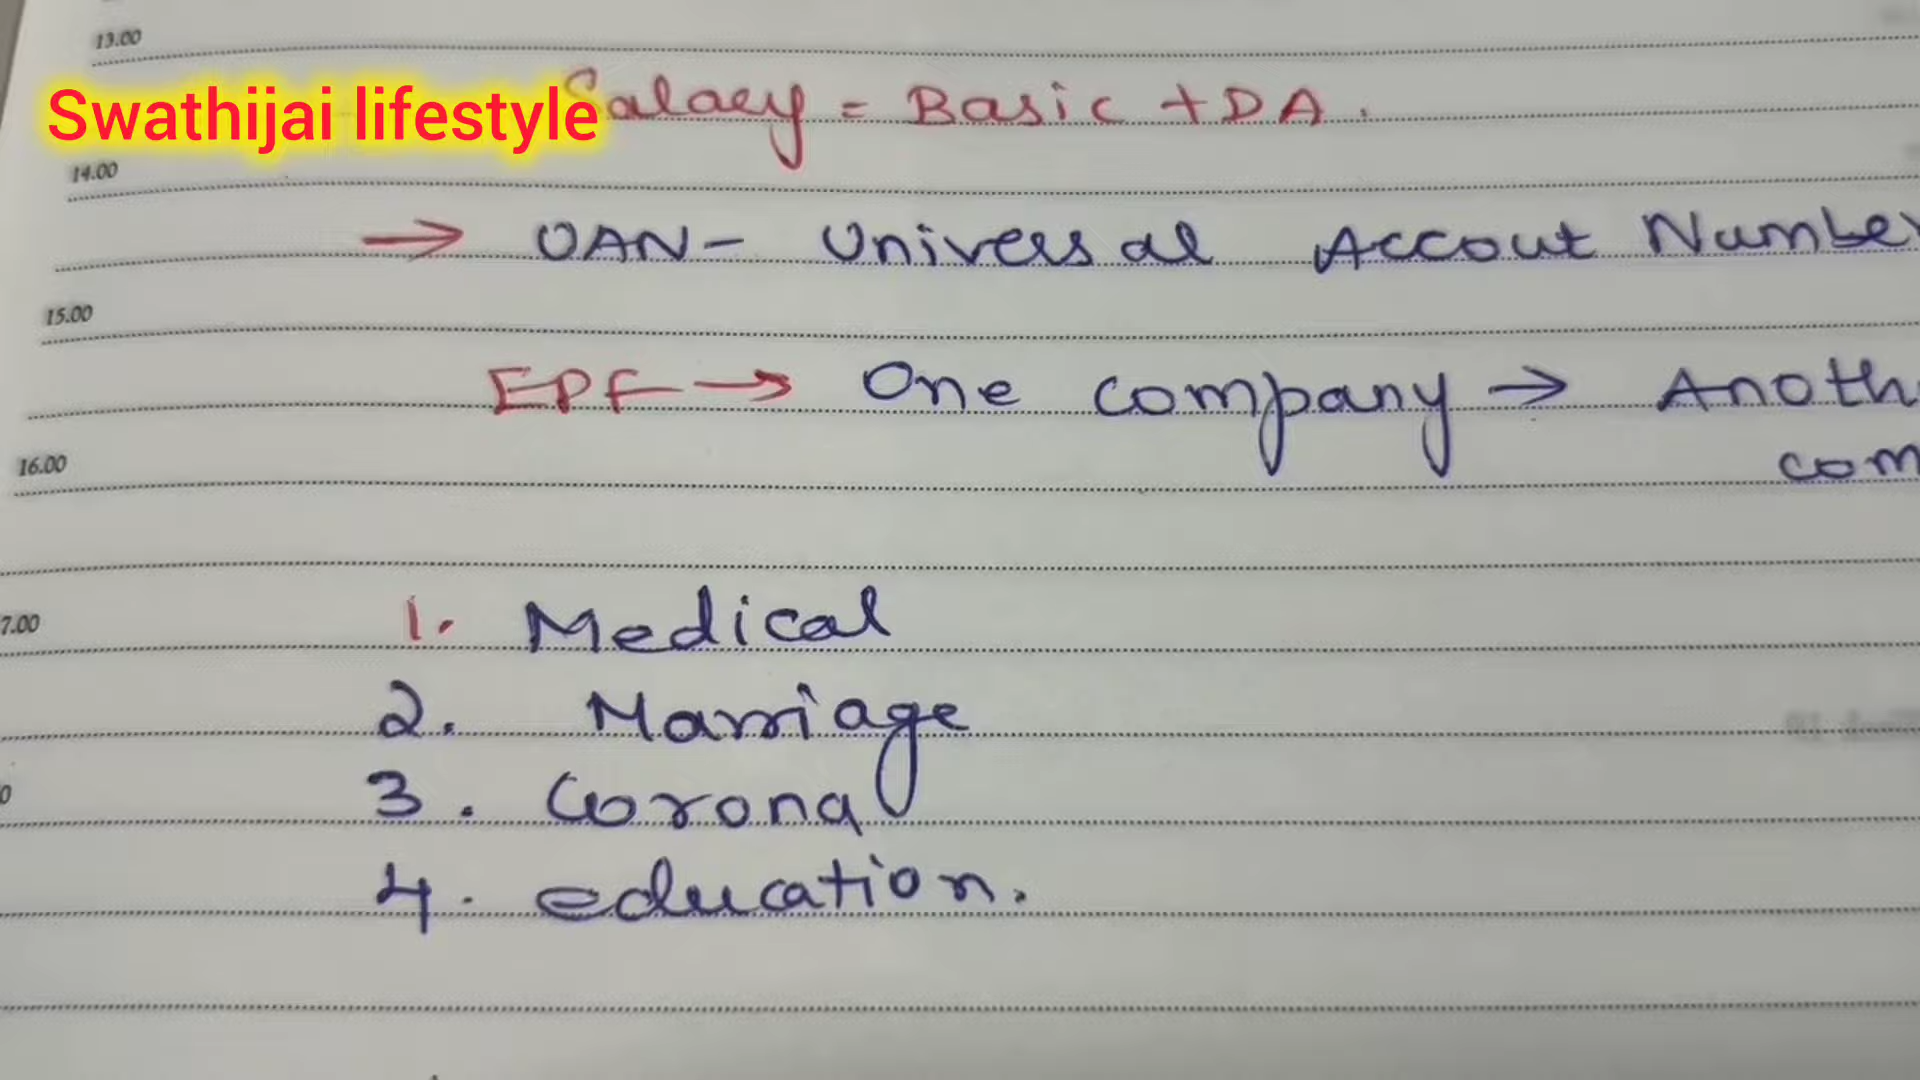 13.00
Swathijai lifestyle
Salary = Basic + DA.
14.00
→ UAN - Universal Accout Number
15.00
EPF → One company → Anoth
16.00
com
7.00
1. Medical
2. Marriage
0
3. Corona
4. education.